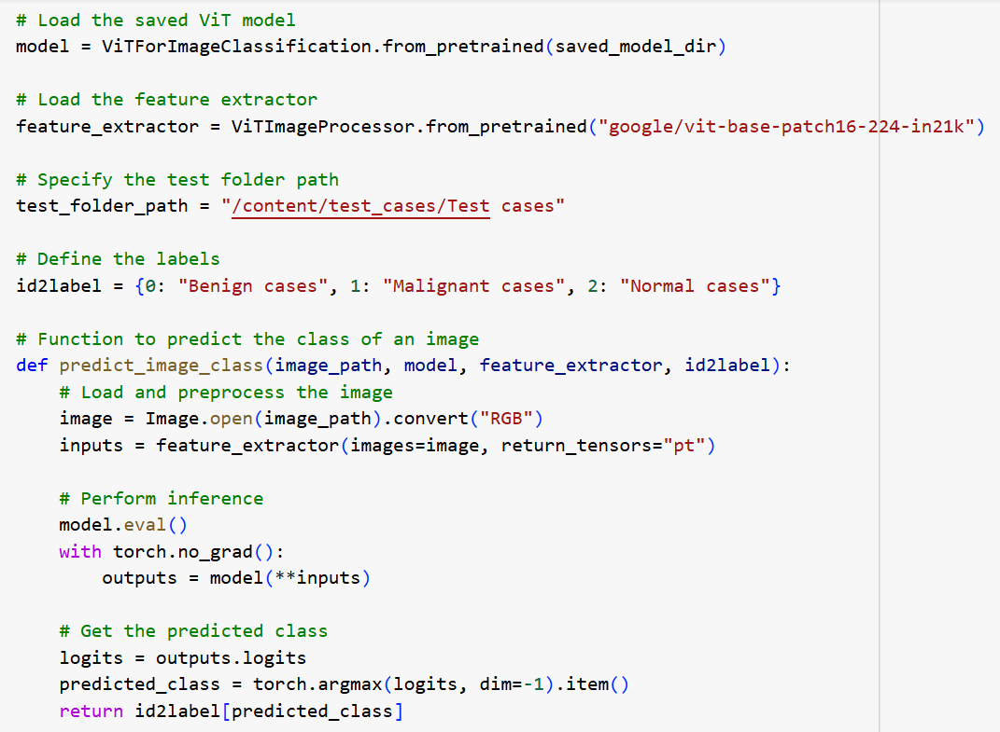 # Load the saved ViT model
model = ViTForImageClassification.from_pretrained(saved_model_dir)
# Load the feature extractor
feature_extractor = ViTImageProcessor.from_pretrained("google/vit-base-patch16-224-in21k")
# Specify the test folder path
test_folder_path = "/content/test_cases/Test cases"
# Define the labels
id2label = {0: "Benign cases", 1: "Malignant cases", 2: "Normal cases"}
# Function to predict the class of an image
def predict_image_class(image_path, model, feature_extractor, id2label):
    # Load and preprocess the image
    image = Image.open(image_path).convert("RGB")
    inputs = feature_extractor(images=image, return_tensors="pt")
    # Perform inference
    model.eval()
    with torch.no_grad():
        outputs = model(**inputs)
    # Get the predicted class
    logits = outputs.logits
    predicted_class = torch.argmax(logits, dim=-1).item()
    return id2label[predicted_class]